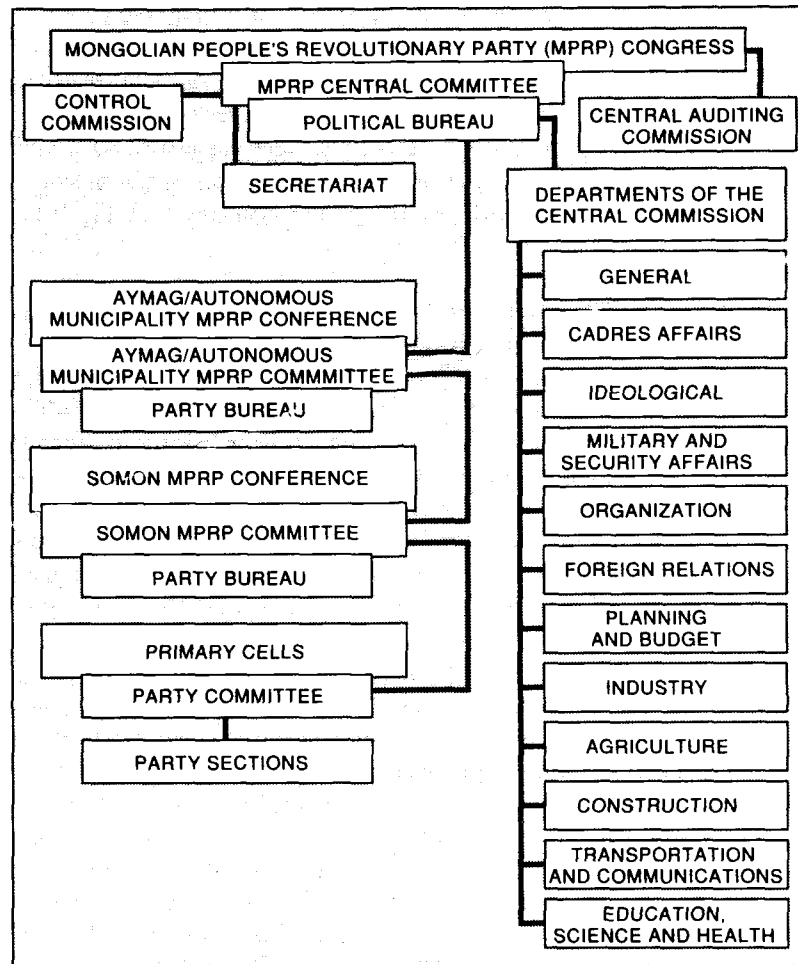 MONGOLIAN PEOPLE'S REVOLUTIONARY PARTY (MPRP) CONGRESS
MPRP CENTRAL COMMITTEE
CONTROL
COMMISSION
POLITICAL BUREAU
CENTRAL AUDITING
COMMISSION
SECRETARIAT
DEPARTMENTS OF THE
CENTRAL COMMISSION
AYMAG/AUTONOMOUS
MUNICIPALITY MPRP CONFERENCE
AYMAG/AUTONOMOUS
MUNICIPALITY MPRP COMMMITTEE
PARTY BUREAU
SOMON MPRP CONFERENCE
SOMON MPRP COMMITTEE
PARTY BUREAU
PRIMARY CELLS
PARTY COMMITTEE
PARTY SECTIONS
GENERAL
CADRES AFFAIRS
IDEOLOGICAL
MILITARY AND
SECURITY AFFAIRS
ORGANIZATION
FOREIGN RELATIONS
PLANNING
AND BUDGET
INDUSTRY
AGRICULTURE
CONSTRUCTION
TRANSPORTATION
AND COMMUNICATIONS
EDUCATION,
SCIENCE AND HEALTH